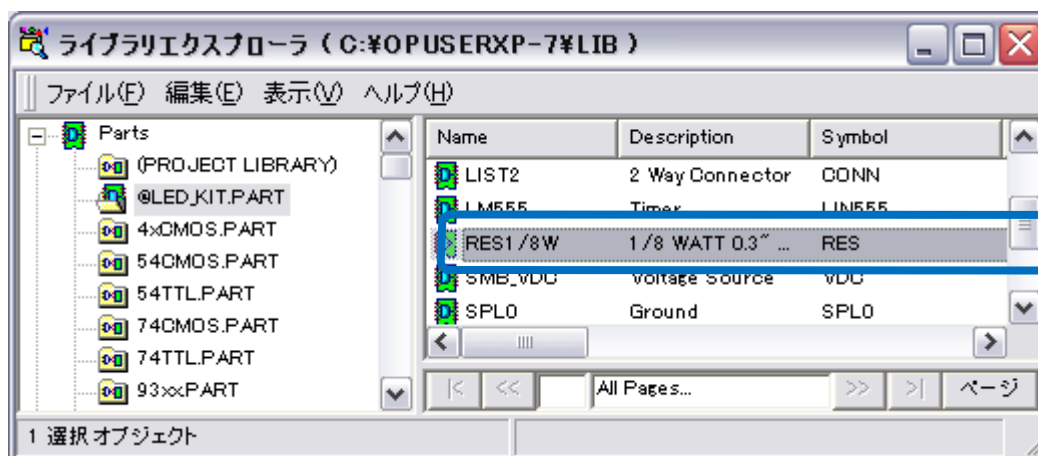 ライブラリエクスプローラ ( C:¥OPUSERXP-7¥LIB )
ファイル(F) 編集(E) 表示(V) ヘルプ(H)
Parts
(PROJECT LIBRARY)
@LED_KIT.PART
4xCMOS.PART
54CMOS.PART
54TTL.PART
74CMOS.PART
74TTL.PART
93xx.PART
Name Description Symbol
LIST2 2 Way Connector CONN
LM555 Timer LIN555
RES1/8W 1/8 WATT 0.3" ... RES
SMB_VDC Voltage Source VDC
SPL0 Ground SPL0
|< << All Pages... >> >| ページ
1 選択オブジェクト